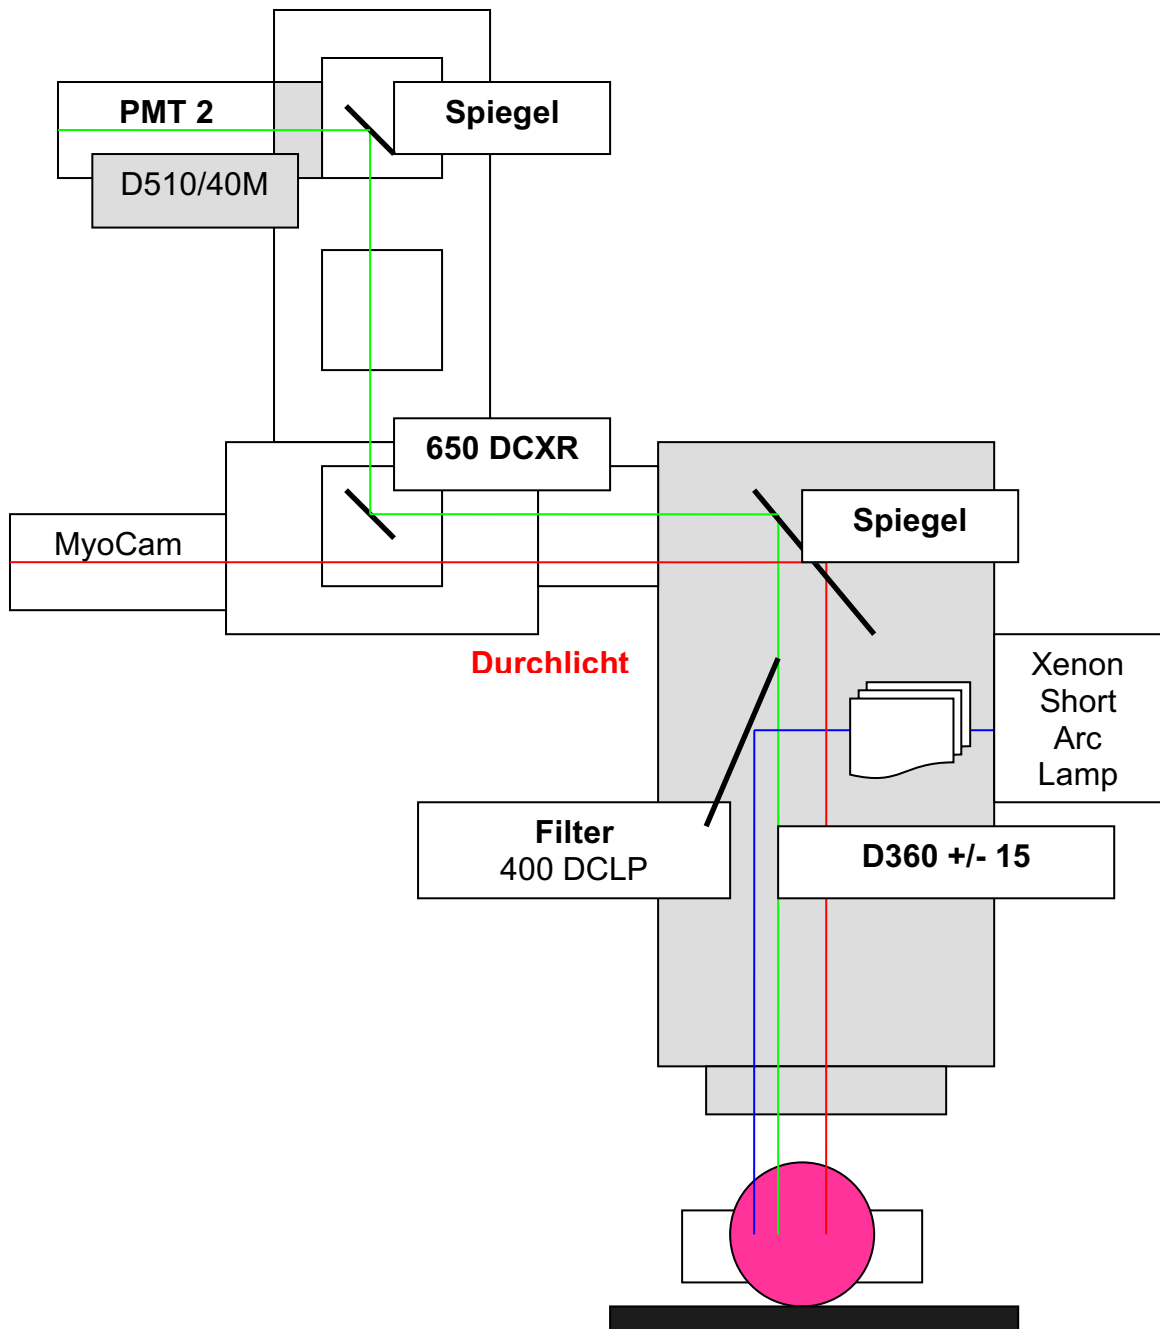 PMT 2
Spiegel
D510/40M
650 DCXR
MyoCam
Spiegel
Durchlicht
Xenon
Short
Arc
Lamp
Filter
400 DCLP
D360 +/- 15